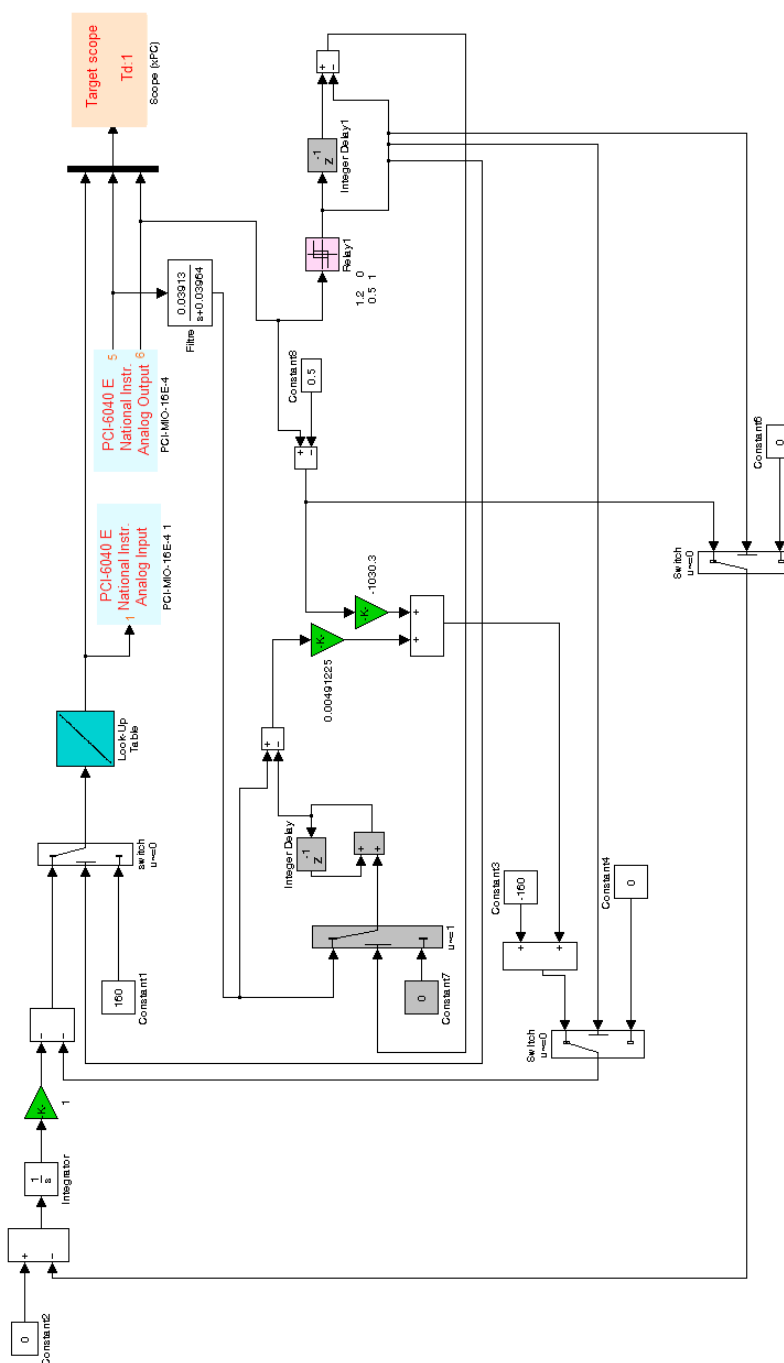 0
Constant2
+
−
1
s
Integrator
-K-
1
−
−
160
Constant1
switch
u~=0
Look-Up
Table
1
PCI-6040 E
National Instr.
Analog Input
PCI-MIO-16E-4 1
PCI-6040 E
National Instr.
Analog Output
5
6
PCI-MIO-16E-4
Target scope
Td:1
Scope (xPC)
0.03913
s+0.03964
Filtre
Integer Delay
-1
z
+
+
+
−
-K-
0.00491225
-K-
-1030.3
+
+
u~=1
0
Constant7
Constant8
0.5
+
−
Relay1
1.2 0
0.5 1
-1
z
Integer Delay1
+
−
Constant3
-160
+
+
Constant4
0
Switch
u~=0
Constant6
0
Switch
u~=0